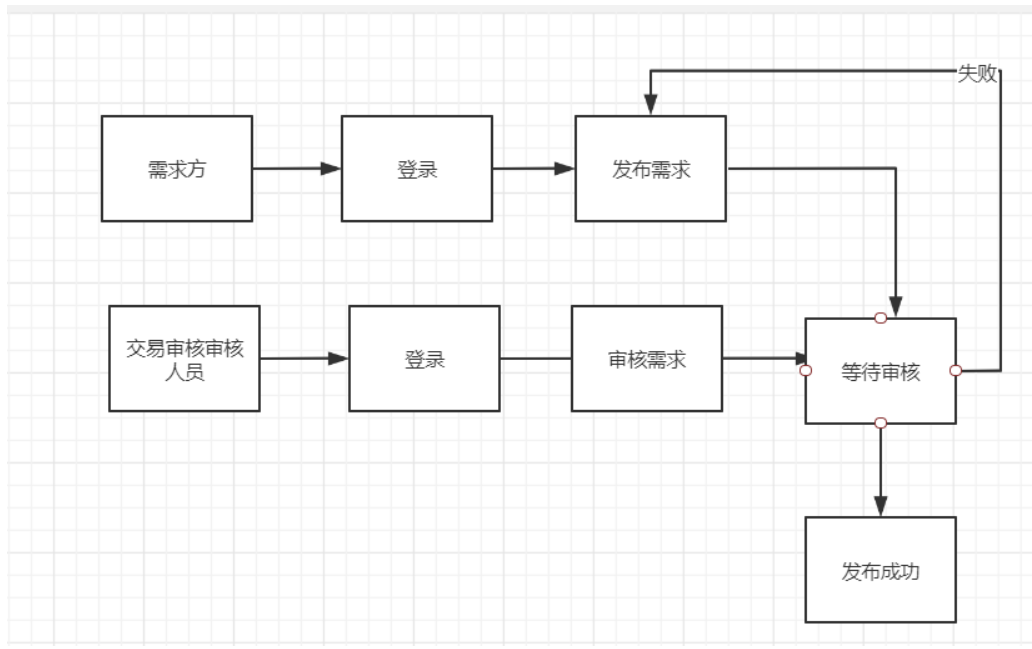 失败
需求方
登录
发布需求
交易审核审核
人员
登录
审核需求
等待审核
发布成功